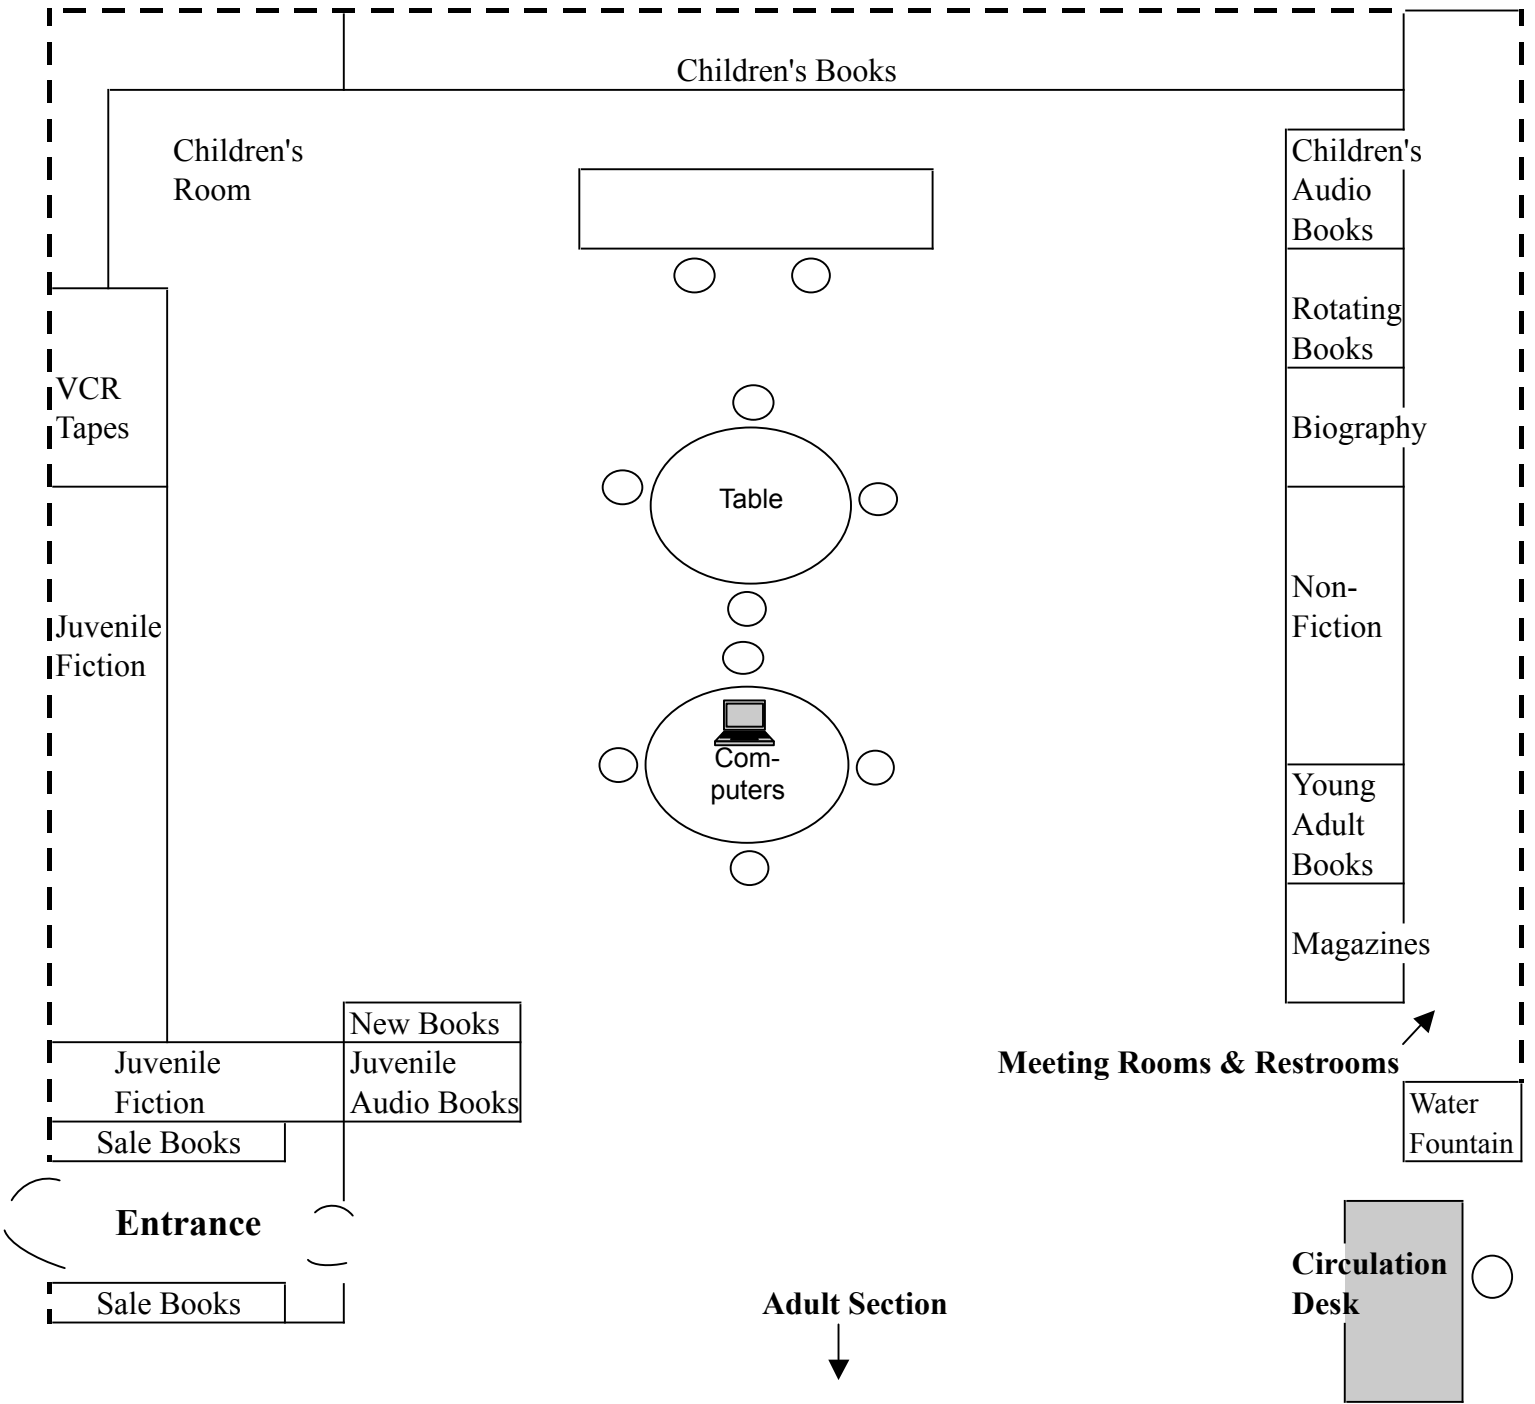 Children's Books
Children's
Room
Children's
Audio
Books
Rotating
Books
VCR
Tapes
Biography
Table
Non-
Fiction
Juvenile
Fiction
Com-
puters
Young
Adult
Books
Magazines
New Books
Juvenile
Fiction
Juvenile
Audio Books
Meeting Rooms & Restrooms
Water
Fountain
Sale Books
Entrance
Circulation
Desk
Sale Books
Adult Section